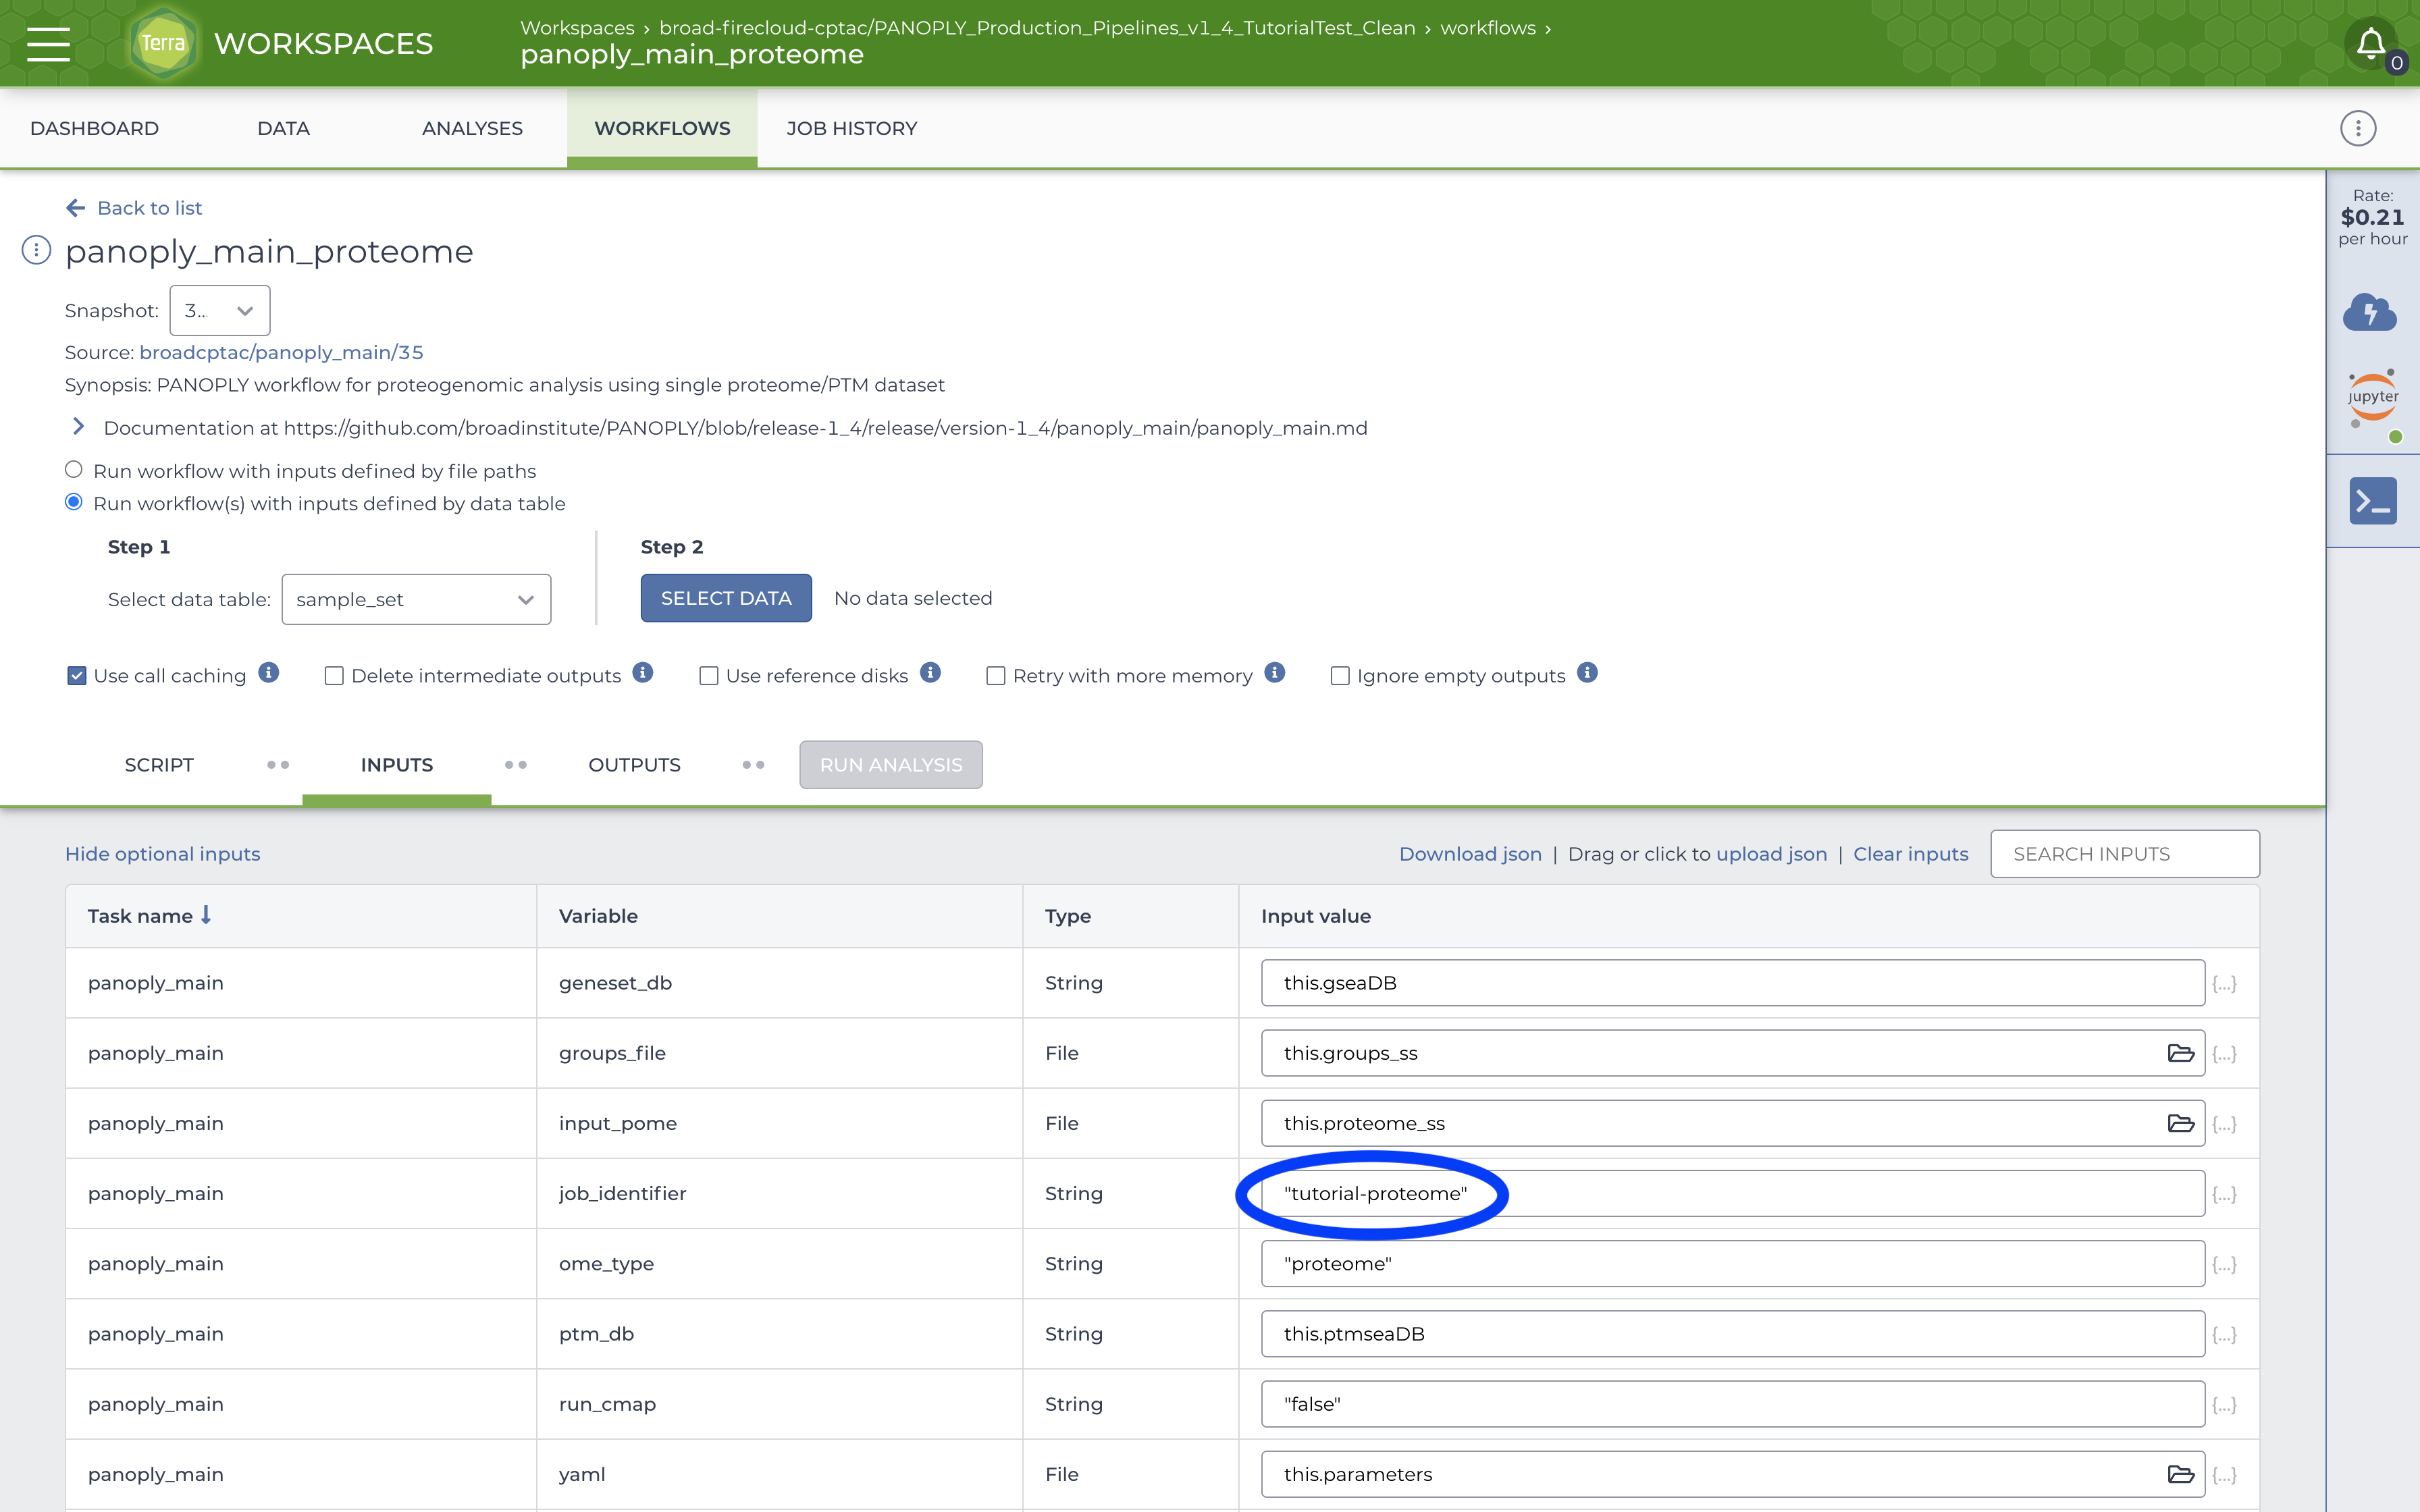 Terra
WORKSPACES
Workspaces › broad-firecloud-cptac/PANOPLY_Production_Pipelines_v1_4_TutorialTest_Clean › workflows ›
panoply_main_proteome
0
DASHBOARD
DATA
ANALYSES
WORKFLOWS
JOB HISTORY
Back to list
panoply_main_proteome
Snapshot: 3...
Source: broadcptac/panoply_main/35
Synopsis: PANOPLY workflow for proteogenomic analysis using single proteome/PTM dataset
Documentation at https://github.com/broadinstitute/PANOPLY/blob/release-1_4/release/version-1_4/panoply_main/panoply_main.md
Run workflow with inputs defined by file paths
Run workflow(s) with inputs defined by data table
Step 1
Select data table: sample_set
Step 2
SELECT DATA No data selected
Use call caching
Delete intermediate outputs
Use reference disks
Retry with more memory
Ignore empty outputs
SCRIPT
INPUTS
OUTPUTS
RUN ANALYSIS
Rate:
$0.21
per hour
jupyter
Hide optional inputs
Download json | Drag or click to upload json | Clear inputs
SEARCH INPUTS
Task name Variable Type Input value
panoply_main geneset_db String this.gseaDB {...}
panoply_main groups_file File this.groups_ss {...}
panoply_main input_pome File this.proteome_ss {...}
panoply_main job_identifier String "tutorial-proteome" {...}
panoply_main ome_type String "proteome" {...}
panoply_main ptm_db String this.ptmseaDB {...}
panoply_main run_cmap String "false" {...}
panoply_main yaml File this.parameters {...}